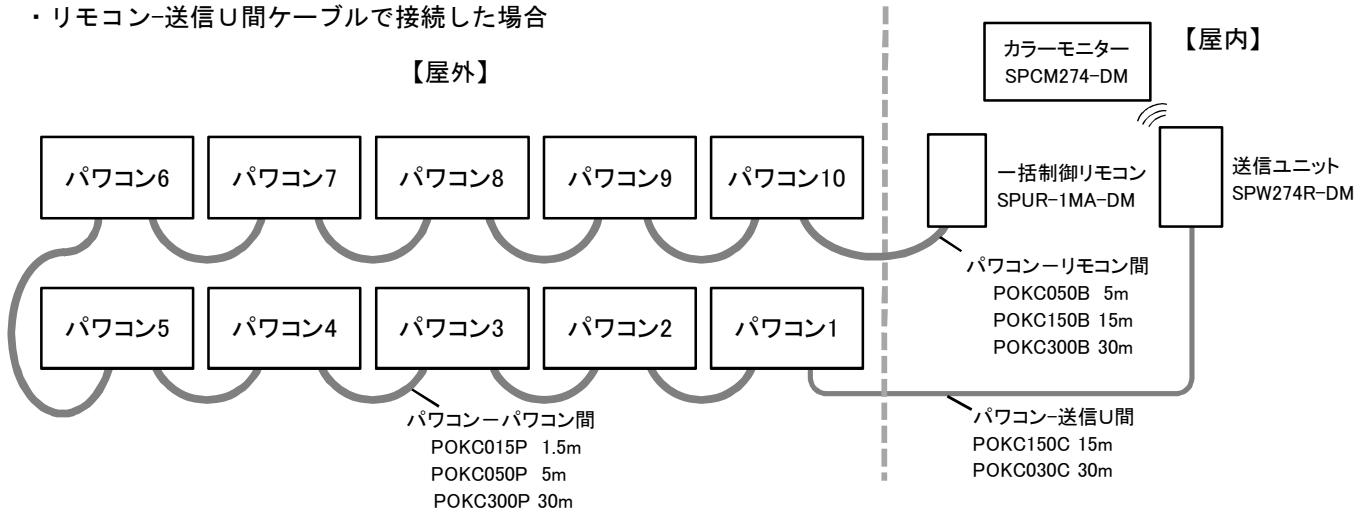 ・リモコン-送信U間ケーブルで接続した場合
【屋外】
【屋内】
カラーモニター
SPCM274-DM
パワコン6
パワコン7
パワコン8
パワコン9
パワコン10
一括制御リモコン
SPUR-1MA-DM
送信ユニット
SPW274R-DM
パワコンーリモコン間
POKC050B 5m
POKC150B 15m
POKC300B 30m
パワコン5
パワコン4
パワコン3
パワコン2
パワコン1
パワコンーパワコン間
POKC015P 1.5m
POKC050P 5m
POKC300P 30m
パワコン-送信U間
POKC150C 15m
POKC030C 30m